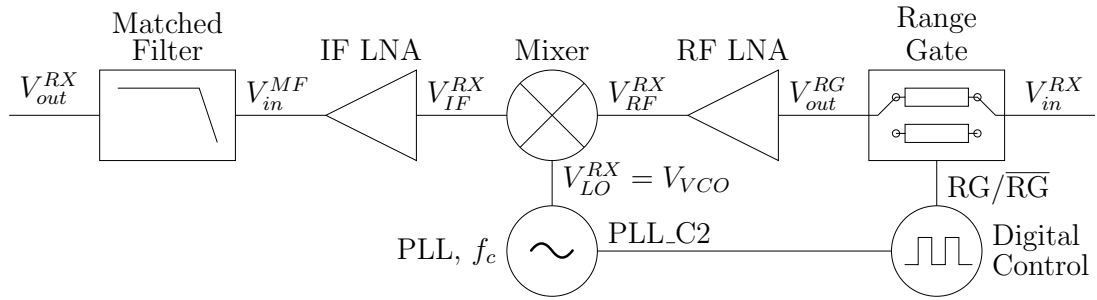 Matched
Filter
IF LNA
Mixer
RF LNA
Range
Gate
V_{out}^{RX}
V_{in}^{MF}
V_{IF}^{RX}
V_{RF}^{RX}
V_{out}^{RG}
V_{in}^{RX}
V_{LO}^{RX} = V_{VCO}
RG/\overline{RG}
PLL, f_c
PLL_C2
Digital
Control